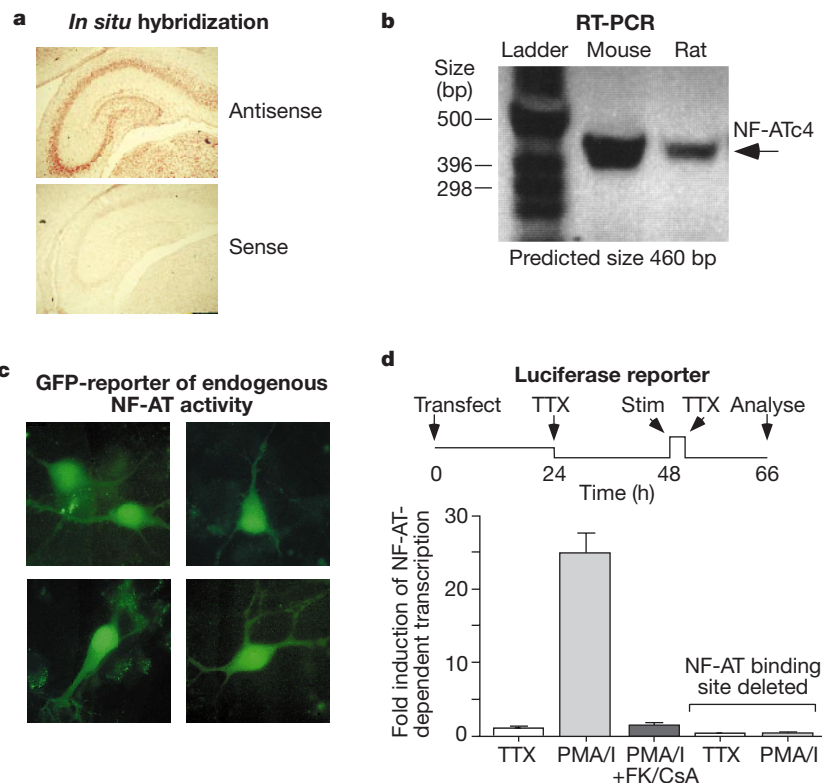 a
In situ hybridization
Antisense
Sense
b
RT-PCR
Ladder Mouse Rat
Size
(bp)
500
396
298
NF-ATc4
Predicted size 460 bp
c
GFP-reporter of endogenous
NF-AT activity
d
Luciferase reporter
Transfect TTX Stim TTX Analyse
0 24 48 66
Time (h)
Fold induction of NF-AT-
dependent transcription
30
20
10
0
NF-AT binding
site deleted
TTX PMA/I PMA/I TTX PMA/I
+FK/CsA